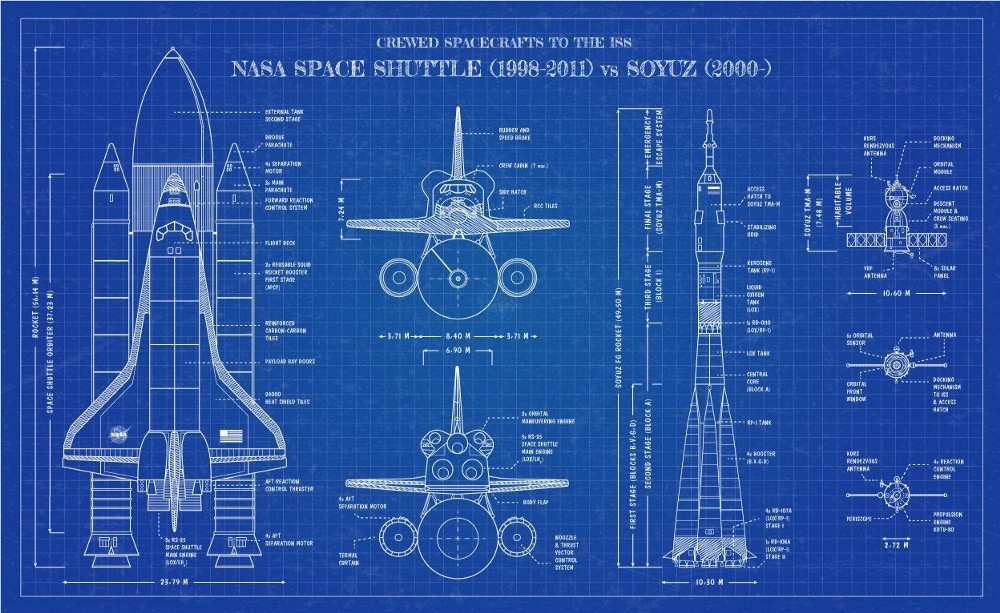 CREWED SPACECRAFTS TO THE ISS
NASA SPACE SHUTTLE (1998-2011) vs SOYUZ (2000-)
ROCKET (56.14 M)
SPACE SHUTTLE ORBITER (37.23 M)
EXTERNAL TANK
SECOND STAGE
DROGUE
PARACHUTE
4x SEPARATION
MOTOR
3x MAIN
PARACHUTE
FORWARD REACTION
CONTROL SYSTEM
FLIGHT DECK
2x REUSABLE SOLID
ROCKET BOOSTER
FIRST STAGE
(APCP)
REINFORCED
CARBON-CARBON
TILES
PAYLOAD BAY DOORS
24000
HEAT SHIELD TILES
NASA
AFT REACTION
CONTROL THRUSTER
4x AFT
SEPARATION MOTOR
3x RS-25
SPACE SHUTTLE
MAIN ENGINE
(LOX/LH2)
23.79 M
RUDDER AND
SPEED BRAKE
CREW CABIN (7 max.)
SIDE HATCH
RCC TILES
7.24 M
3.71 M
8.40 M
3.71 M
6.90 M
2x ORBITAL
MANEUVERING ENGINE
3x RS-25
SPACE SHUTTLE
MAIN ENGINE
(LOX/LH2)
4x AFT
SEPARATION MOTOR
BODY FLAP
TERMAL
CURTAIN
NOZZLE
& THRUST
VECTOR
CONTROL
SYSTEM
SOYUZ FG ROCKET (49.50 M)
EMERGENCY
ESCAPE SYSTEM
FINAL STAGE
(SOYUZ TMA-M)
THIRD STAGE
(BLOCK I)
SECOND STAGE (BLOCK A)
FIRST STAGE (BLOCKS B-V-G-D)
ACCESS
HATCH TO
SOYUZ TMA-M
STABILIZING
GRID
KEROSENE
TANK (RP-1)
LIQUID
OXYGEN
TANK
(LOX)
1x RD-0110
(LOX/RP-1)
LOX TANK
CENTRAL
CORE
(BLOCK A)
RP-1 TANK
4x BOOSTER
(B-V-G-D)
4x RD-107A
(LOX/RP-1)
STAGE I
1x RD-108A
(LOX/RP-1)
STAGE II
10.30 M
SOYUZ TMA-M
(7.48 M)
HABITABLE
VOLUME
KURS
RENDEZVOUS
ANTENNA
DOCKING
MECHANISM
ORBITAL
MODULE
ACCESS HATCH
DESCENT
MODULE &
CREW SEATING
(3 max.)
VHF
ANTENNA
SOLAR
PANEL
10.60 M
ORBITAL
SENSOR
ANTENNA
ORBITAL
FRONT
WINDOW
DOCKING
MECHANISM
TO ISS
& ACCESS
HATCH
KURS
RENDEZVOUS
ANTENNA
REACTION
CONTROL
ENGINE
PERISCOPE
PROPULSION
ENGINE
KDTU-80
2.72 M